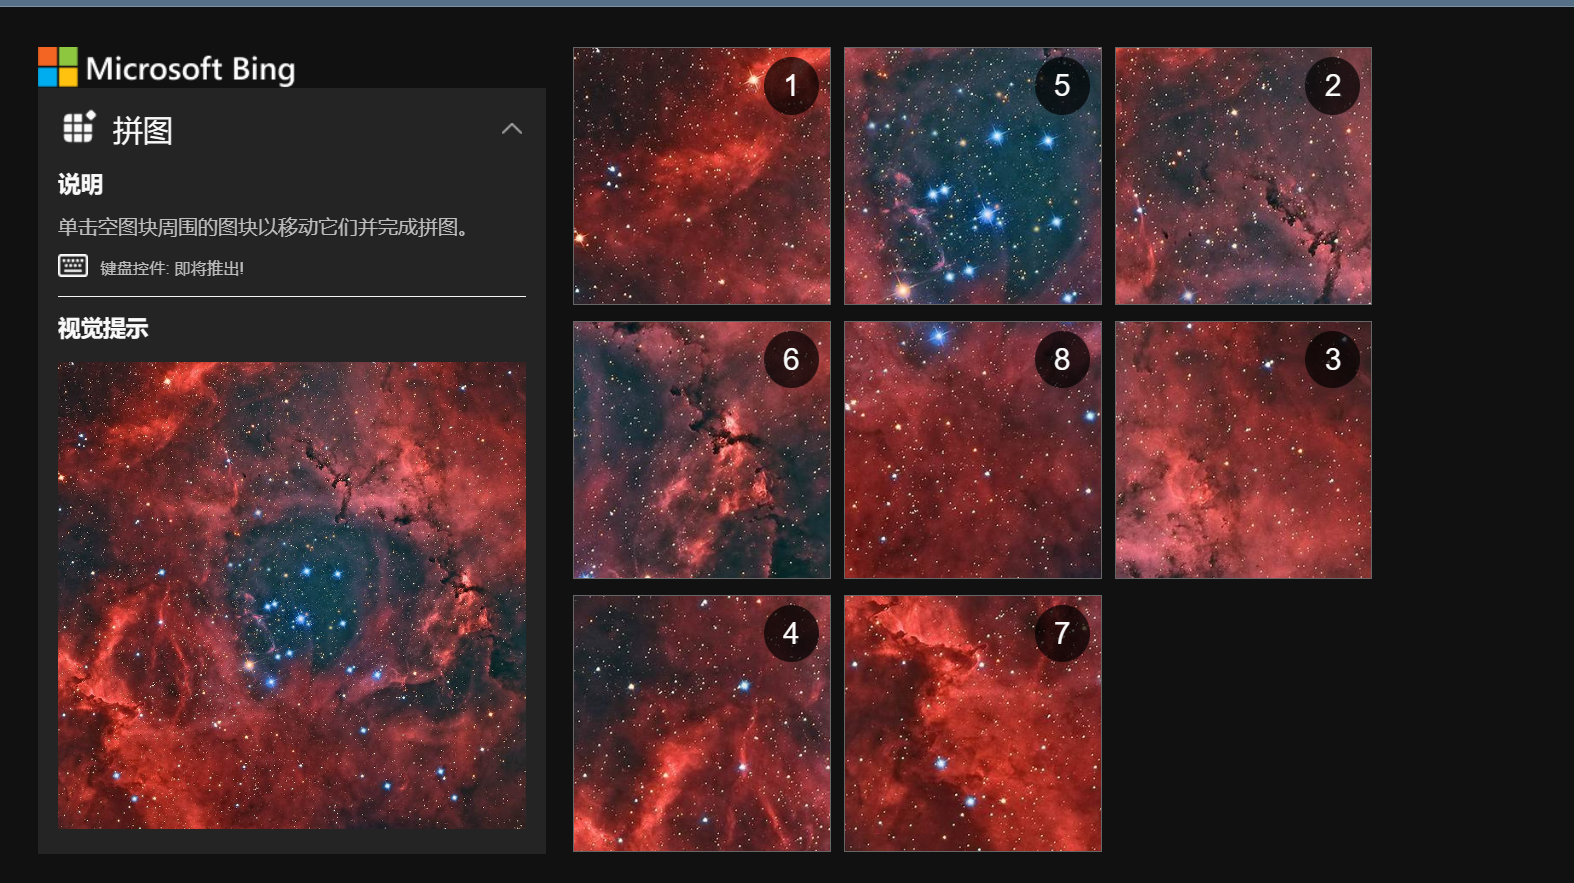 Microsoft Bing
拼图
说明
单击空图块周围的图块以移动它们并完成拼图。
键盘控件: 即将推出!
视觉提示
1 5 2
6 8 3
4 7